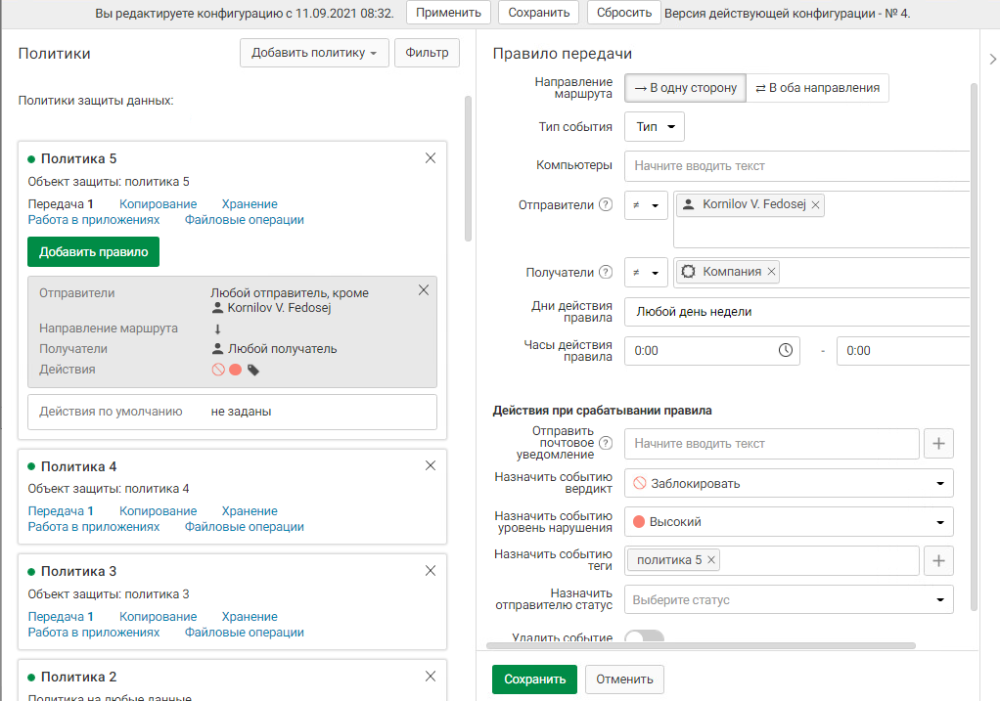 Вы редактируете конфигурацию с 11.09.2021 08:32. Применить Сохранить Сбросить Версия действующей конфигурации - № 4.
Политики Добавить политику Фильтр
Политики защиты данных:
Политика 5
Объект защиты: политика 5
Передача 1 Копирование Хранение
Работа в приложениях Файловые операции
Добавить правило
Отправители Любой отправитель, кроме
Kornilov V. Fedosej
Направление маршрута ↓
Получатели Любой получатель
Действия
Действия по умолчанию не заданы
Политика 4
Объект защиты: политика 4
Передача 1 Копирование Хранение
Работа в приложениях Файловые операции
Политика 3
Объект защиты: политика 3
Передача 1 Копирование Хранение
Работа в приложениях Файловые операции
Политика 2
Политика на любые данные
Правило передачи
Направление
маршрута
→ В одну сторону ⇄ В оба направления
Тип события Тип
Компьютеры Начните вводить текст
Отправители ? ≠ Kornilov V. Fedosej ×
Получатели ? ≠ Компания ×
Дни действия
правила
Любой день недели
Часы действия
правила
0:00 - 0:00
Действия при срабатывании правила
Отправить
почтовое
уведомление ?
Начните вводить текст +
Назначить событию
вердикт
Заблокировать
Назначить событию
уровень нарушения
Высокий
Назначить событию
теги
политика 5 × +
Назначить
отправителю статус
Выберите статус
Удалить событие
Сохранить Отменить